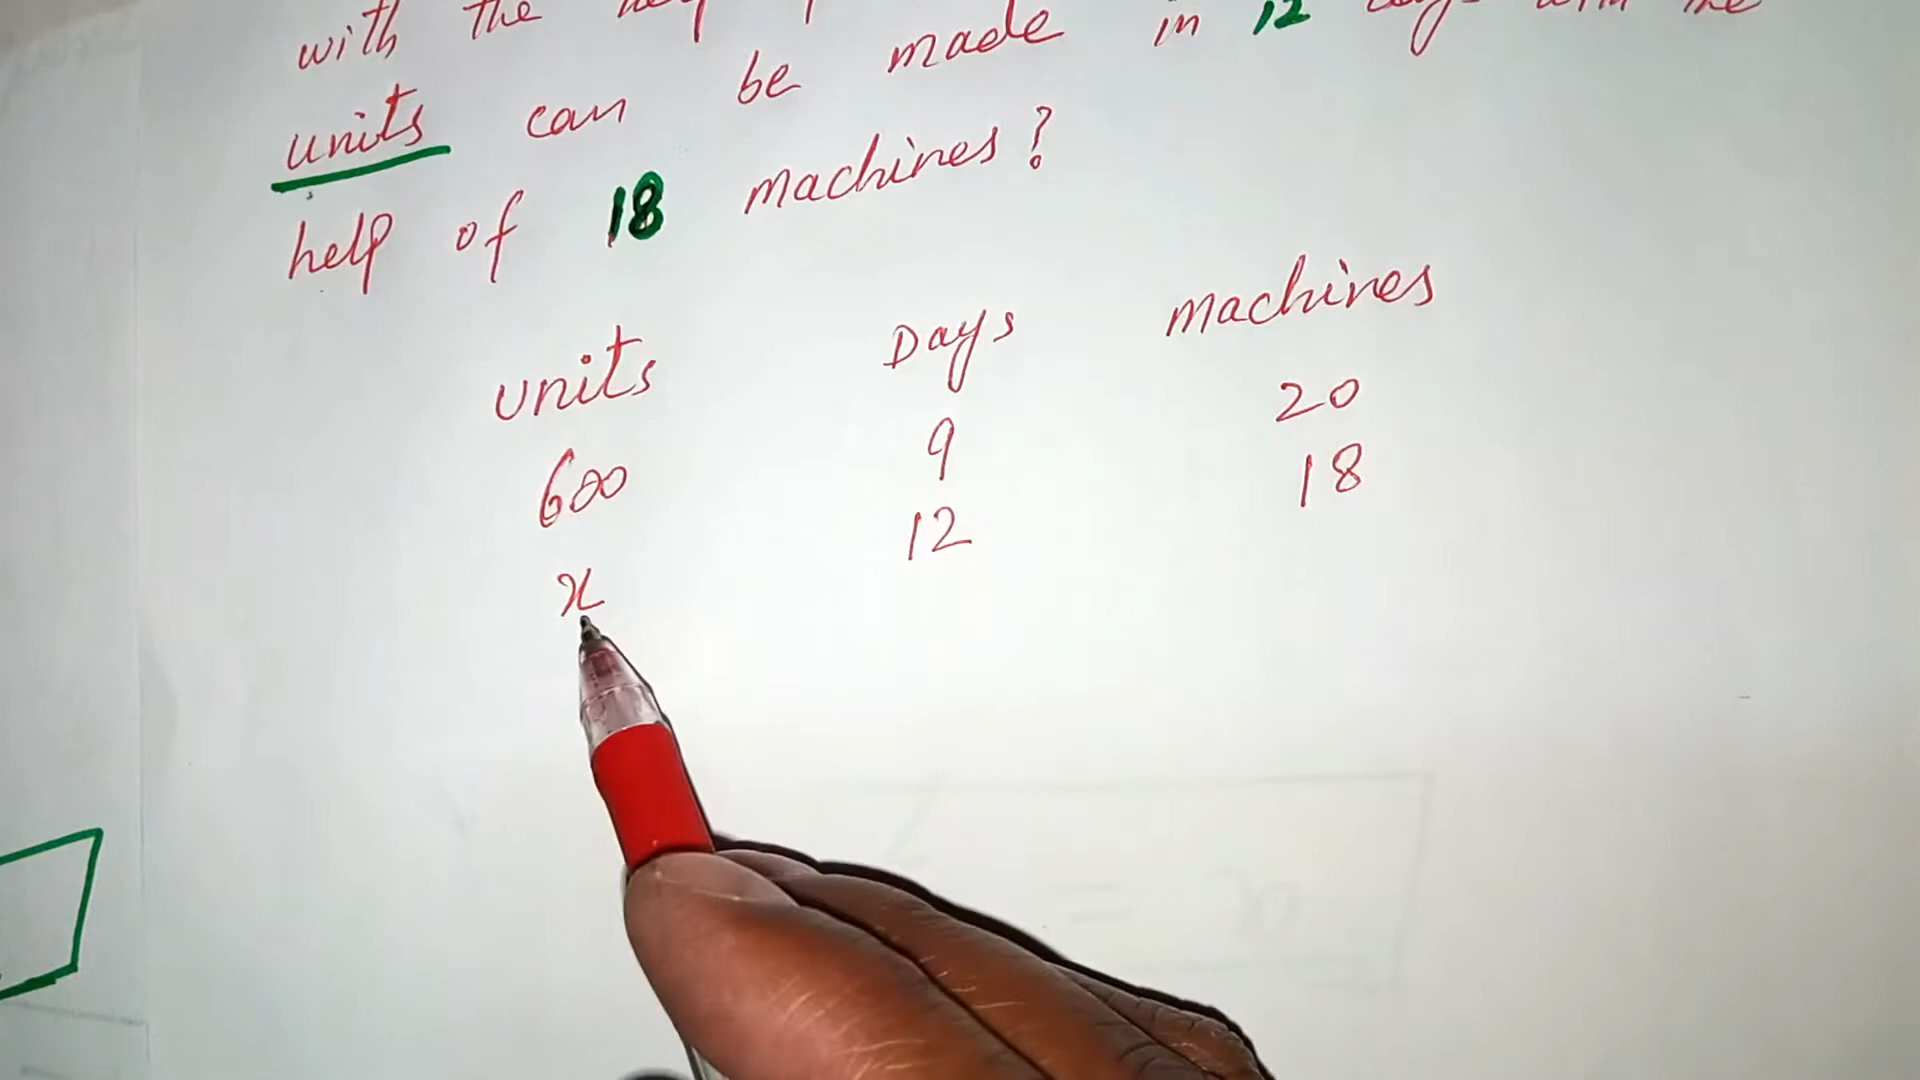 with the
units can be made in 12
help of 18 machines?
units Days Machines
600 9 20
x 12 18